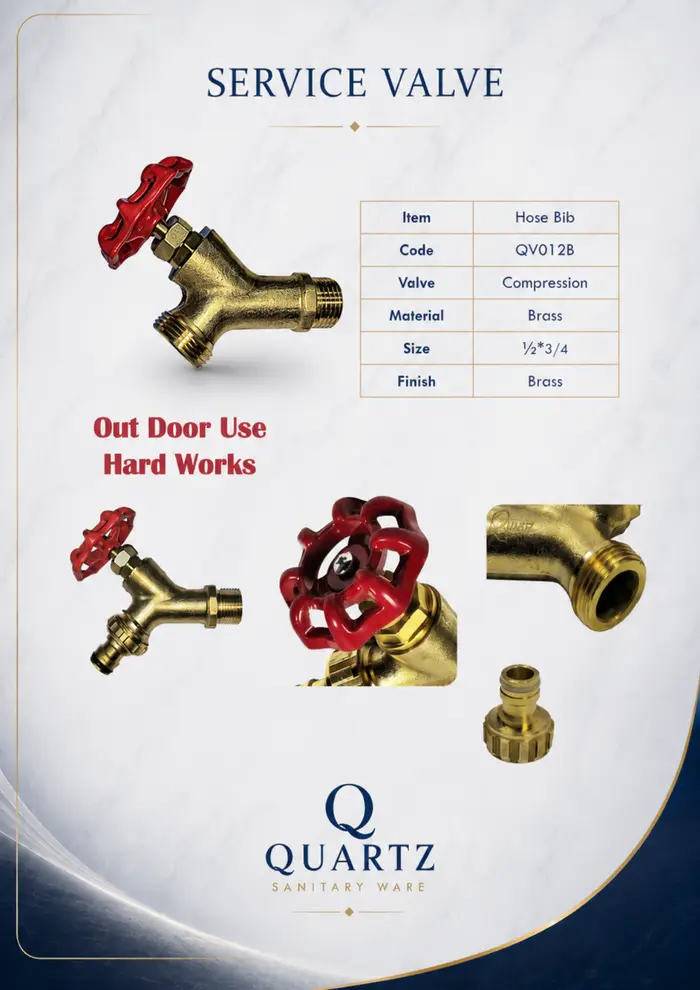 SERVICE VALVE
Item Hose Bib
Code QV012B
Valve Compression
Material Brass
Size ½*3/4
Finish Brass
Out Door Use
Hard Works
QUARTZ
Q
QUARTZ
SANITARY WARE